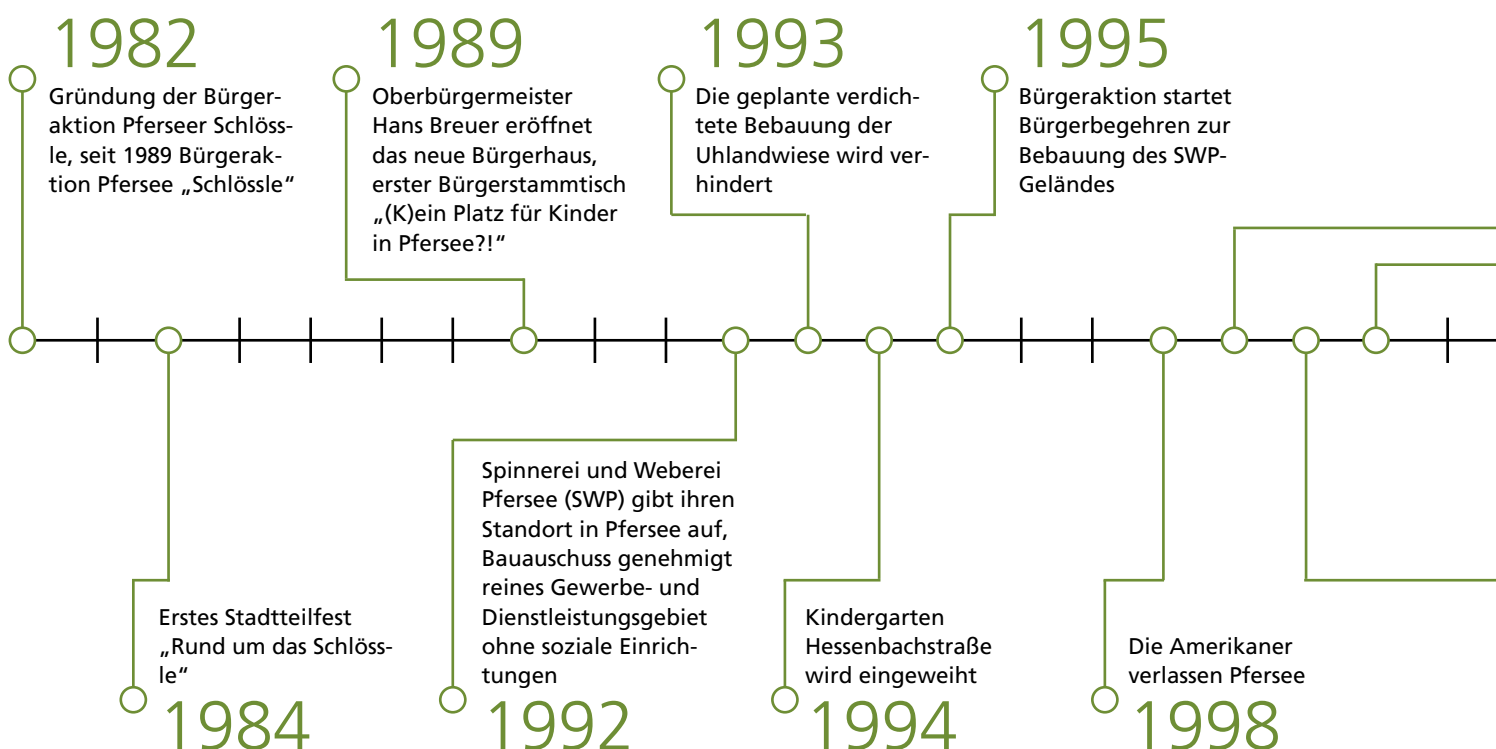 1982
Gründung der Bürger-
aktion Pferseer Schlöss-
le, seit 1989 Bürgerak-
tion Pfersee „Schlössle"
1989
Oberbürgermeister
Hans Breuer eröffnet
das neue Bürgerhaus,
erster Bürgerstammtisch
„(K)ein Platz für Kinder
in Pfersee?!"
1993
Die geplante verdich-
tete Bebauung der
Uhlandwiese wird ver-
hindert
1995
Bürgeraktion startet
Bürgerbegehren zur
Bebauung des SWP-
Geländes
Erstes Stadtteilfest
„Rund um das Schlöss-
le"
1984
Spinnerei und Weberei
Pfersee (SWP) gibt ihren
Standort in Pfersee auf,
Bauauschuss genehmigt
reines Gewerbe- und
Dienstleistungsgebiet
ohne soziale Einrich-
tungen
1992
Kindergarten
Hessenbachstraße
wird eingeweiht
1994
Die Amerikaner
verlassen Pfersee
1998